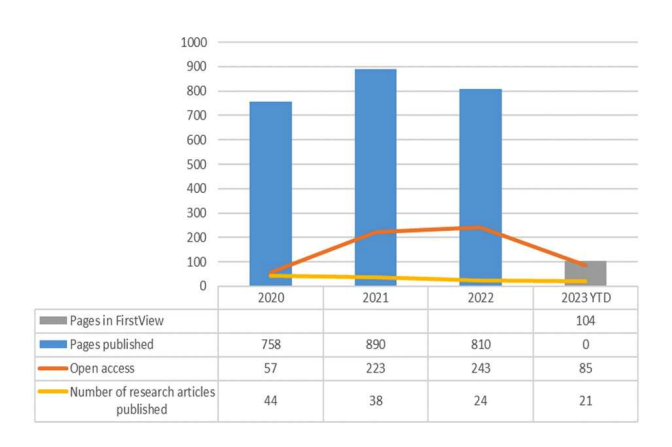 1000
900
800
700
600
500
400
300
200
100
0
2020 2021 2022 2023 YTD
Pages in FirstView 104
Pages published 758 890 810 0
Open access 57 223 243 85
Number of research articles
published 44 38 24 21